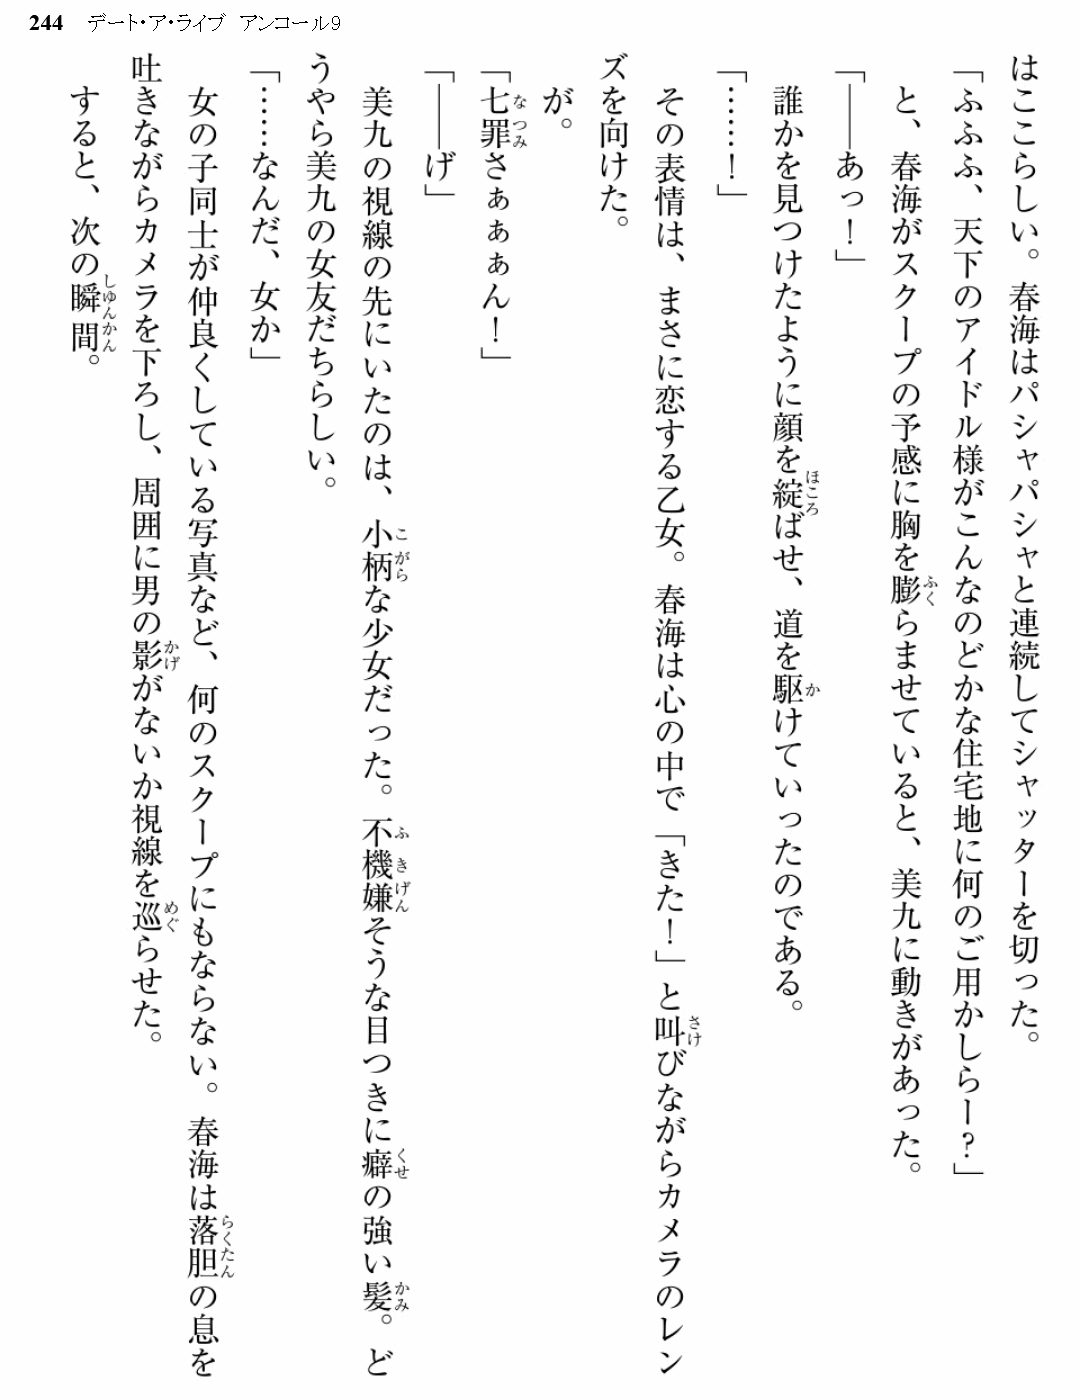 244 デート・ア・ライブ アンコール9
はここらしい。春海はパシャパシャと連続してシャッターを切った。
「ふふふ、天下のアイドル様がこんなのどかな住宅地に何のご用かしらー?」
と、春海がスクープの予感に胸を膨らませていると、美九に動きがあった。
「――あっ!」
誰かを見つけたように顔を綻ばせ、道を駆けていったのである。
「……!」
その表情は、まさに恋する乙女。春海は心の中で「きた!」と叫びながらカメラのレン
ズを向けた。
が。
「七罪さぁぁぁん!」
「――げ」
美九の視線の先にいたのは、小柄な少女だった。不機嫌そうな目つきに癖の強い髪。ど
うやら美九の女友だちらしい。
「……なんだ、女か」
女の子同士が仲良くしている写真など、何のスクープにもならない。春海は落胆の息を
吐きながらカメラを下ろし、周囲に男の影がないか視線を巡らせた。
すると、次の瞬間。